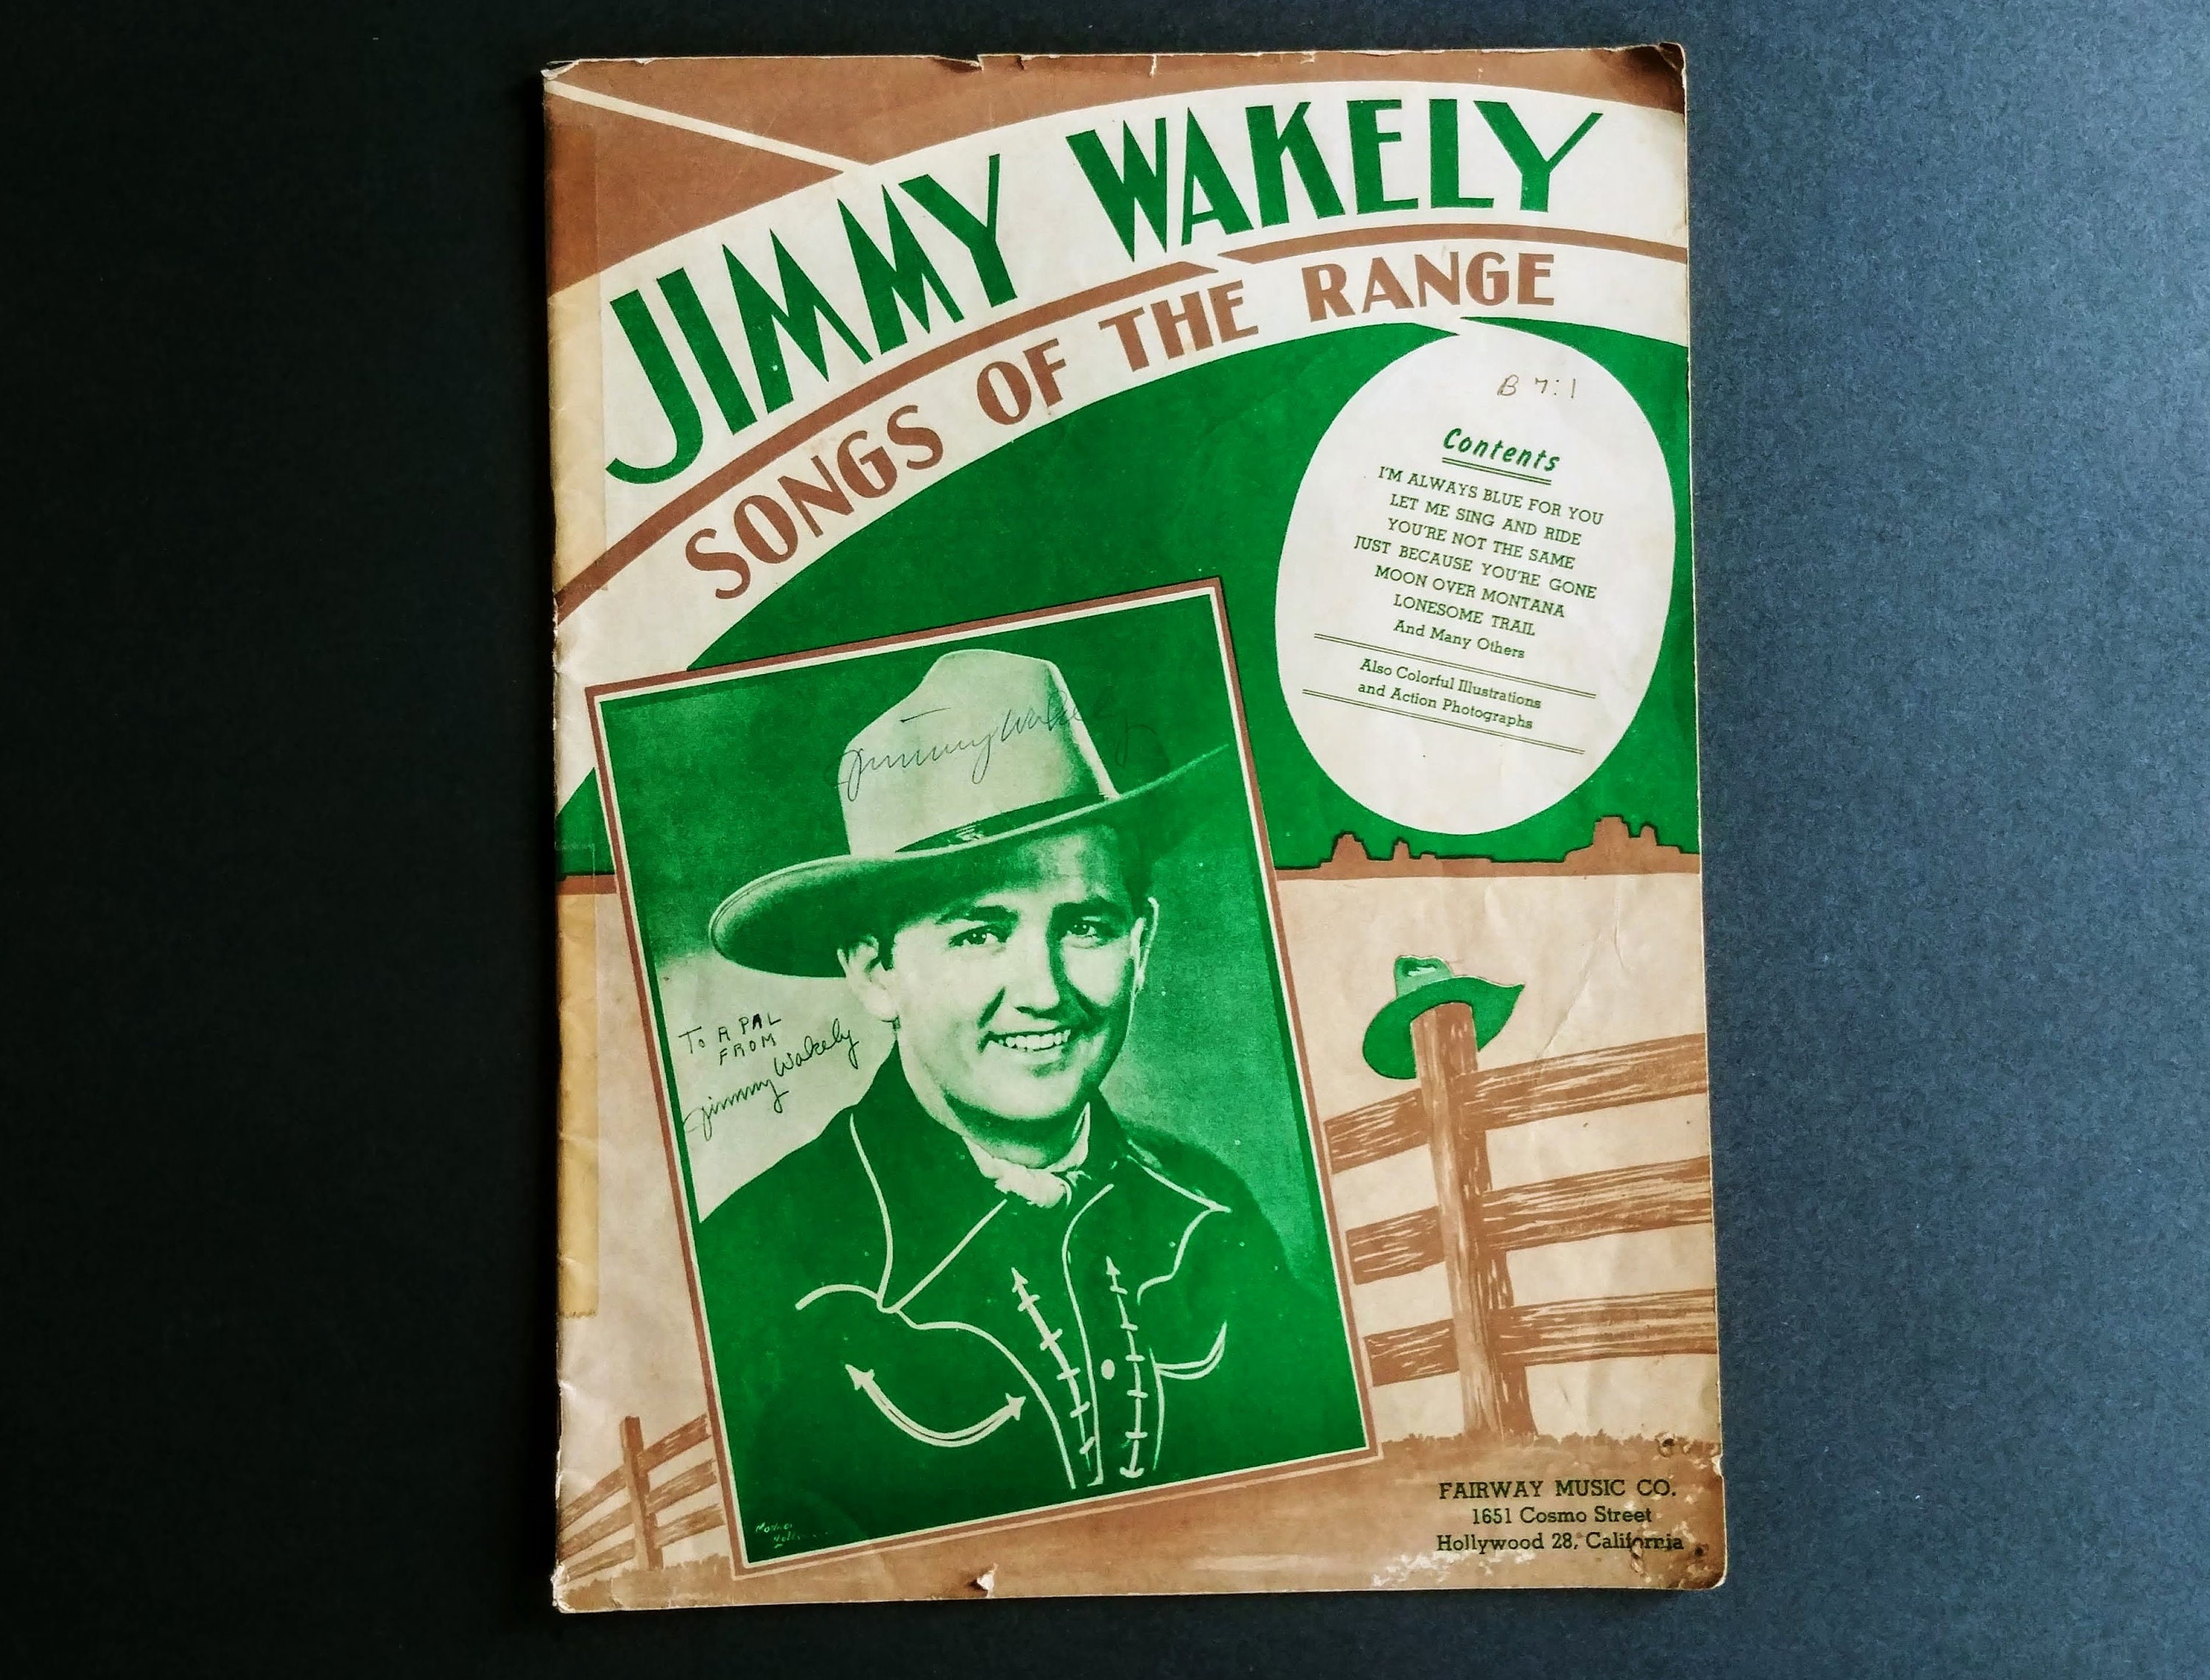 JIMMY WAKELY
SONGS OF THE RANGE
B 7:1
Contents
I'M ALWAYS BLUE FOR YOU
LET ME SING AND RIDE
YOU'RE NOT THE SAME
JUST BECAUSE YOU'RE GONE
MOON OVER MONTANA
LONESOME TRAIL
And Many Others
Also Colorful Illustrations
and Action Photographs
Jimmy Wakely
To A PAL
FROM
Jimmy Wakely
FAIRWAY MUSIC CO.
1651 Cosmo Street
Hollywood 28, California